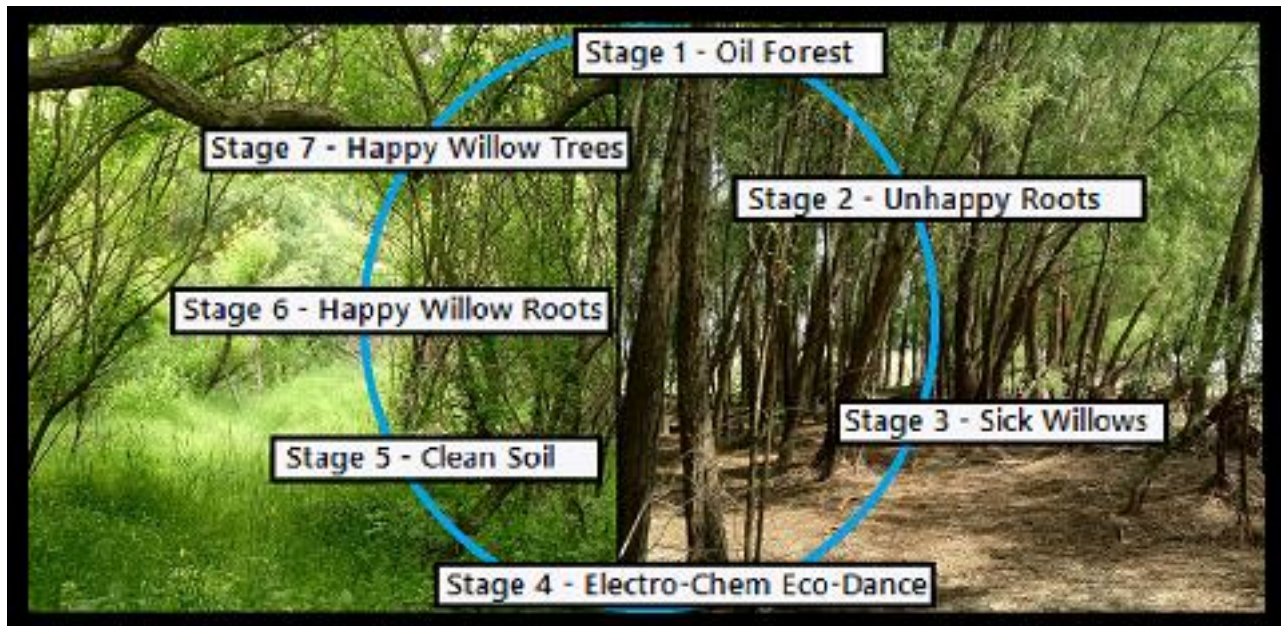 Stage 1 - Oil Forest
Stage 2 - Unhappy Roots
Stage 3 - Sick Willows
Stage 4 - Electro-Chem Eco-Dance
Stage 5 - Clean Soil
Stage 6 - Happy Willow Roots
Stage 7 - Happy Willow Trees